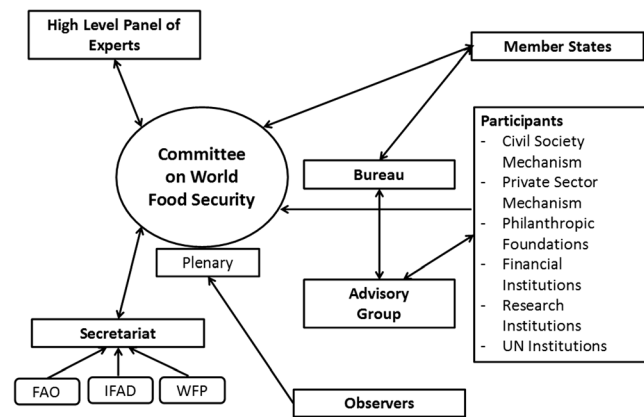 High Level Panel of
Experts
Member States
Committee
on World
Food Security
Participants
- Civil Society
Mechanism
- Private Sector
Mechanism
- Philanthropic
Foundations
- Financial
Institutions
- Research
Institutions
- UN Institutions
Bureau
Plenary
Advisory
Group
Secretariat
FAO
IFAD
WFP
Observers